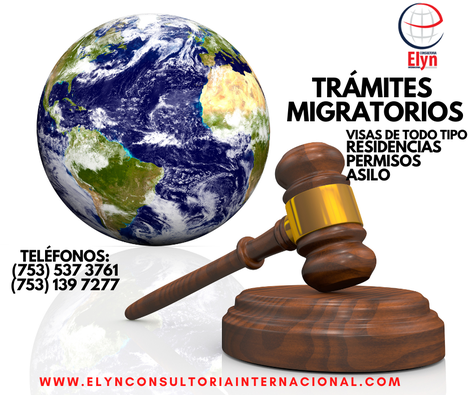 Elyn
TRÁMITES
MIGRATORIOS
VISAS DE TODO TIPO
RESIDENCIAS
PERMISOS
ASILO
TELÉFONOS:
(753) 537 3761
(753) 139 7277
WWW.ELYNCONSULTORIAINTERNACIONAL.COM